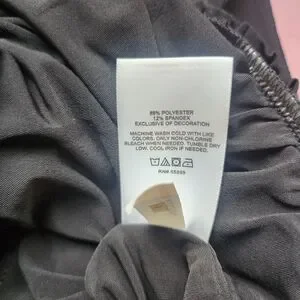 88% POLYESTER
12% SPANDEX
EXCLUSIVE OF DECORATION
MACHINE WASH COLD WITH LIKE
COLORS. ONLY NON-CHLORINE
BLEACH WHEN NEEDED. TUMBLE DRY
LOW. COOL IRON IF NEEDED.
RN#